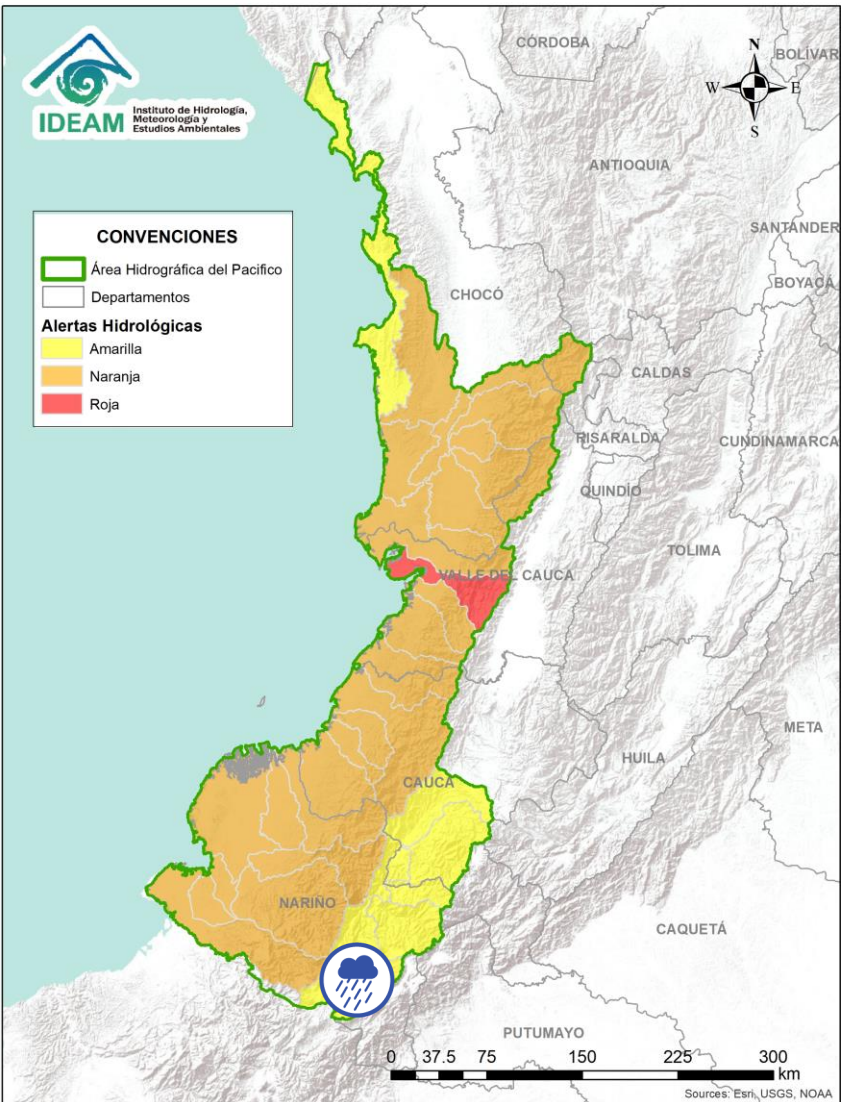 IDEAM
Instituto de Hidrología,
Meteorología y
Estudios Ambientales
CÓRDOBA
BOLIVAR
N
W
E
S
ANTIOQUIA
SANTANDER
CONVENCIONES
Área Hidrográfica del Pacifico
Departamentos
Alertas Hidrológicas
Amarilla
Naranja
Roja
BOYACÁ
CHOCÓ
CALDAS
RISARALDA
CUNDINAMARCA
QUINDÍO
TOLIMA
VALLE DEL CAUCA
META
HUILA
CAUCA
NARIÑO
CAQUETÁ
PUTUMAYO
0 37.5 75 150 225 300
km
Sources: Esri, USGS, NOAA